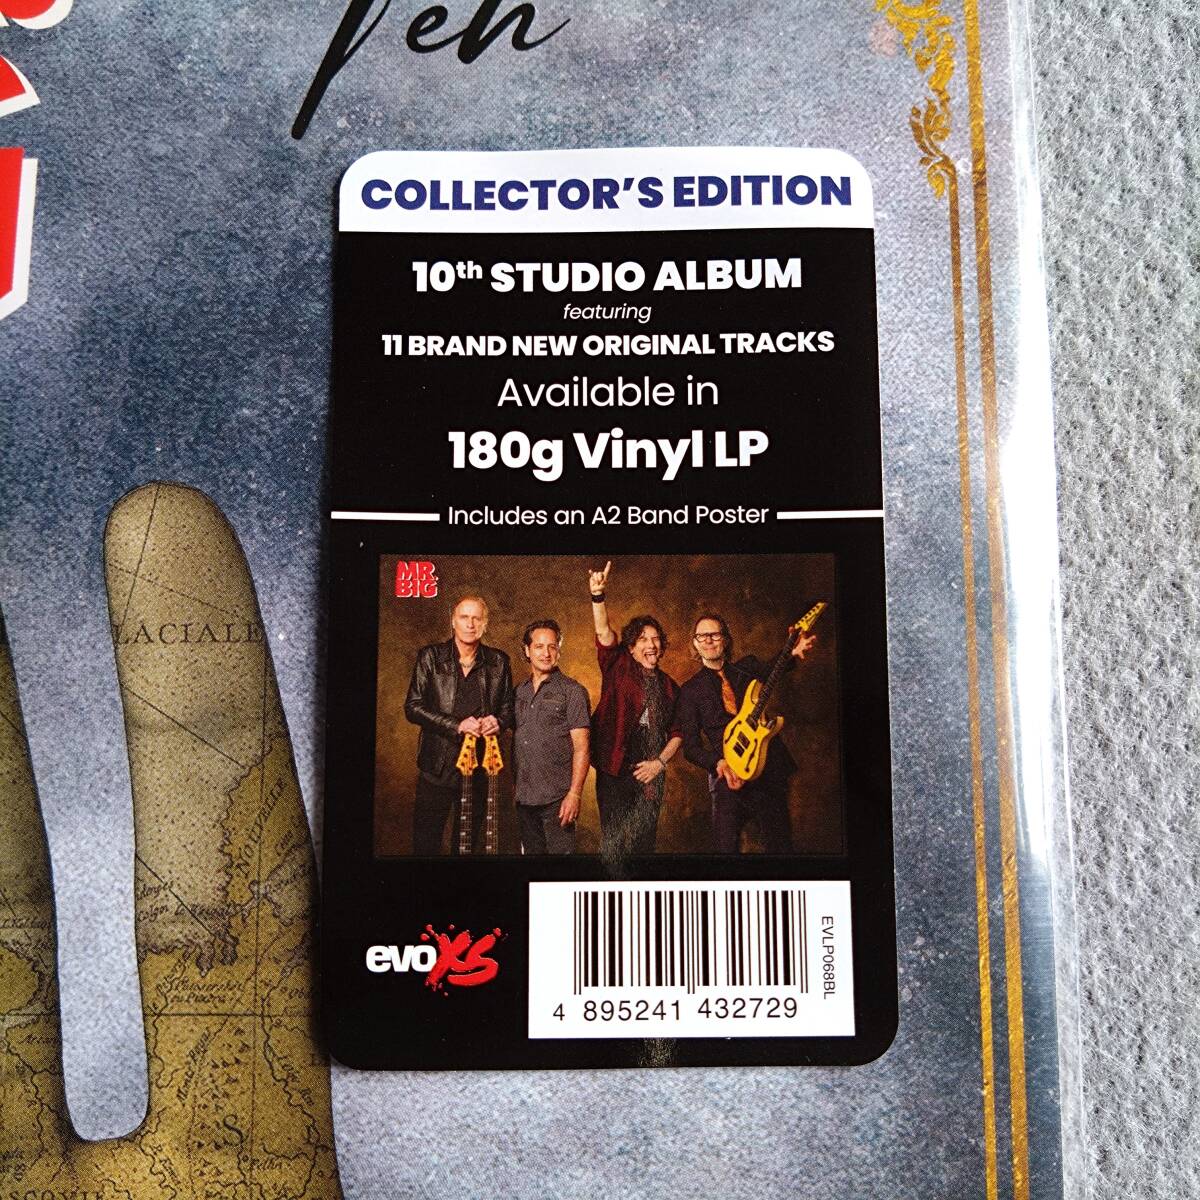 Ten
COLLECTOR'S EDITION
10th STUDIO ALBUM
featuring
11 BRAND NEW ORIGINAL TRACKS
Available in
180g Vinyl LP
Includes an A2 Band Poster
MR.
BIG
evoXS
EVLP068BL
4 895241 432729
LACIALE